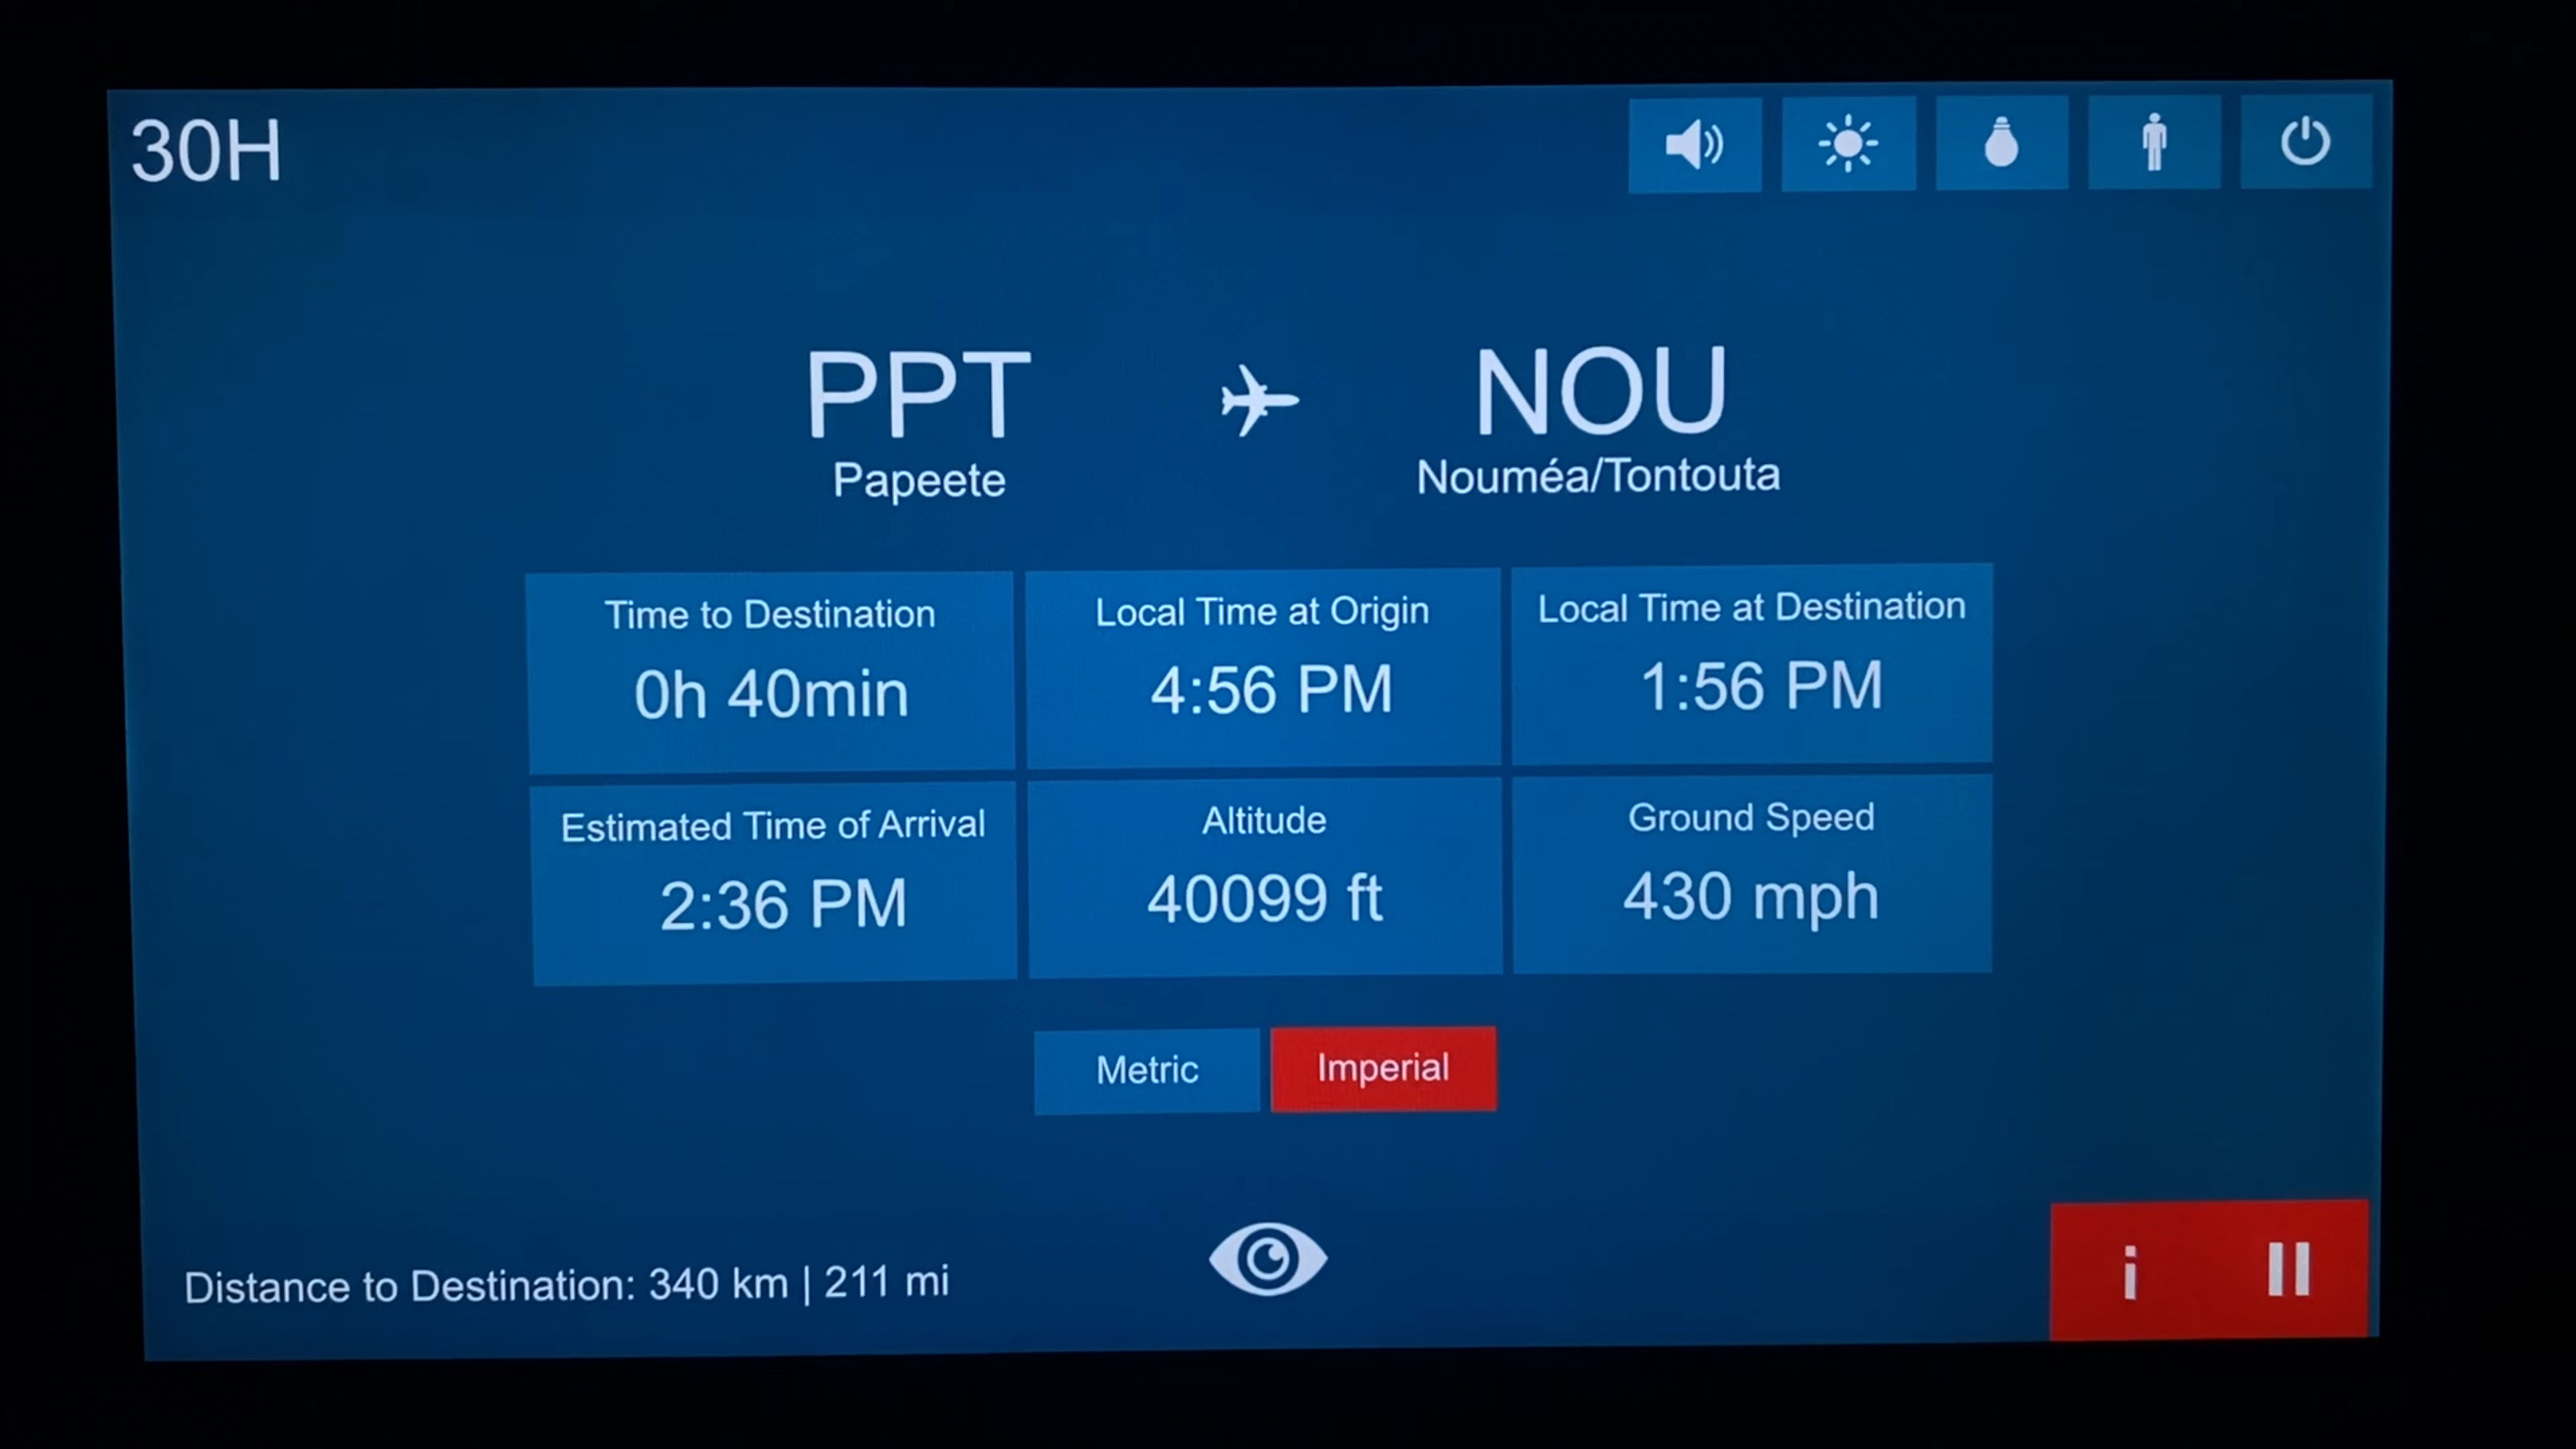 30H
PPT
NOU
Papeete
Nouméa/Tontouta
Time to Destination
0h 40min
Local Time at Origin
4:56 PM
Local Time at Destination
1:56 PM
Estimated Time of Arrival
2:36 PM
Altitude
40099 ft
Ground Speed
430 mph
Metric
Imperial
Distance to Destination: 340 km | 211 mi
i